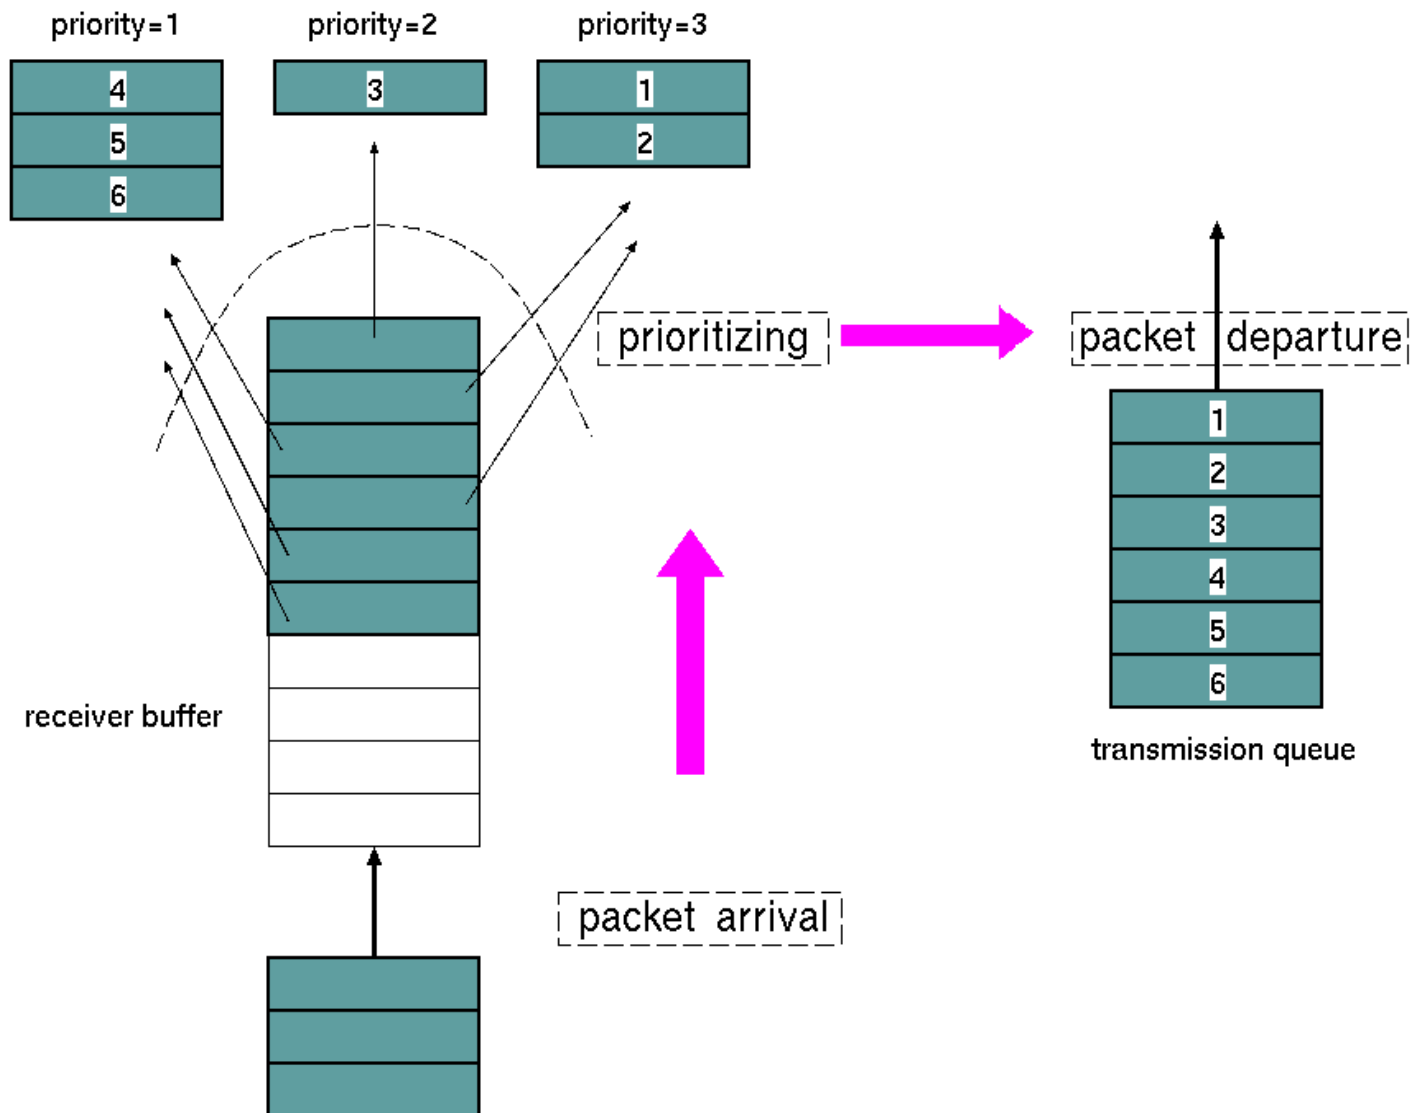 priority=1 priority=2 priority=3
4 3 1
5 2
6
prioritizing packet departure
1
2
3
4
5
6
receiver buffer
transmission queue
packet arrival